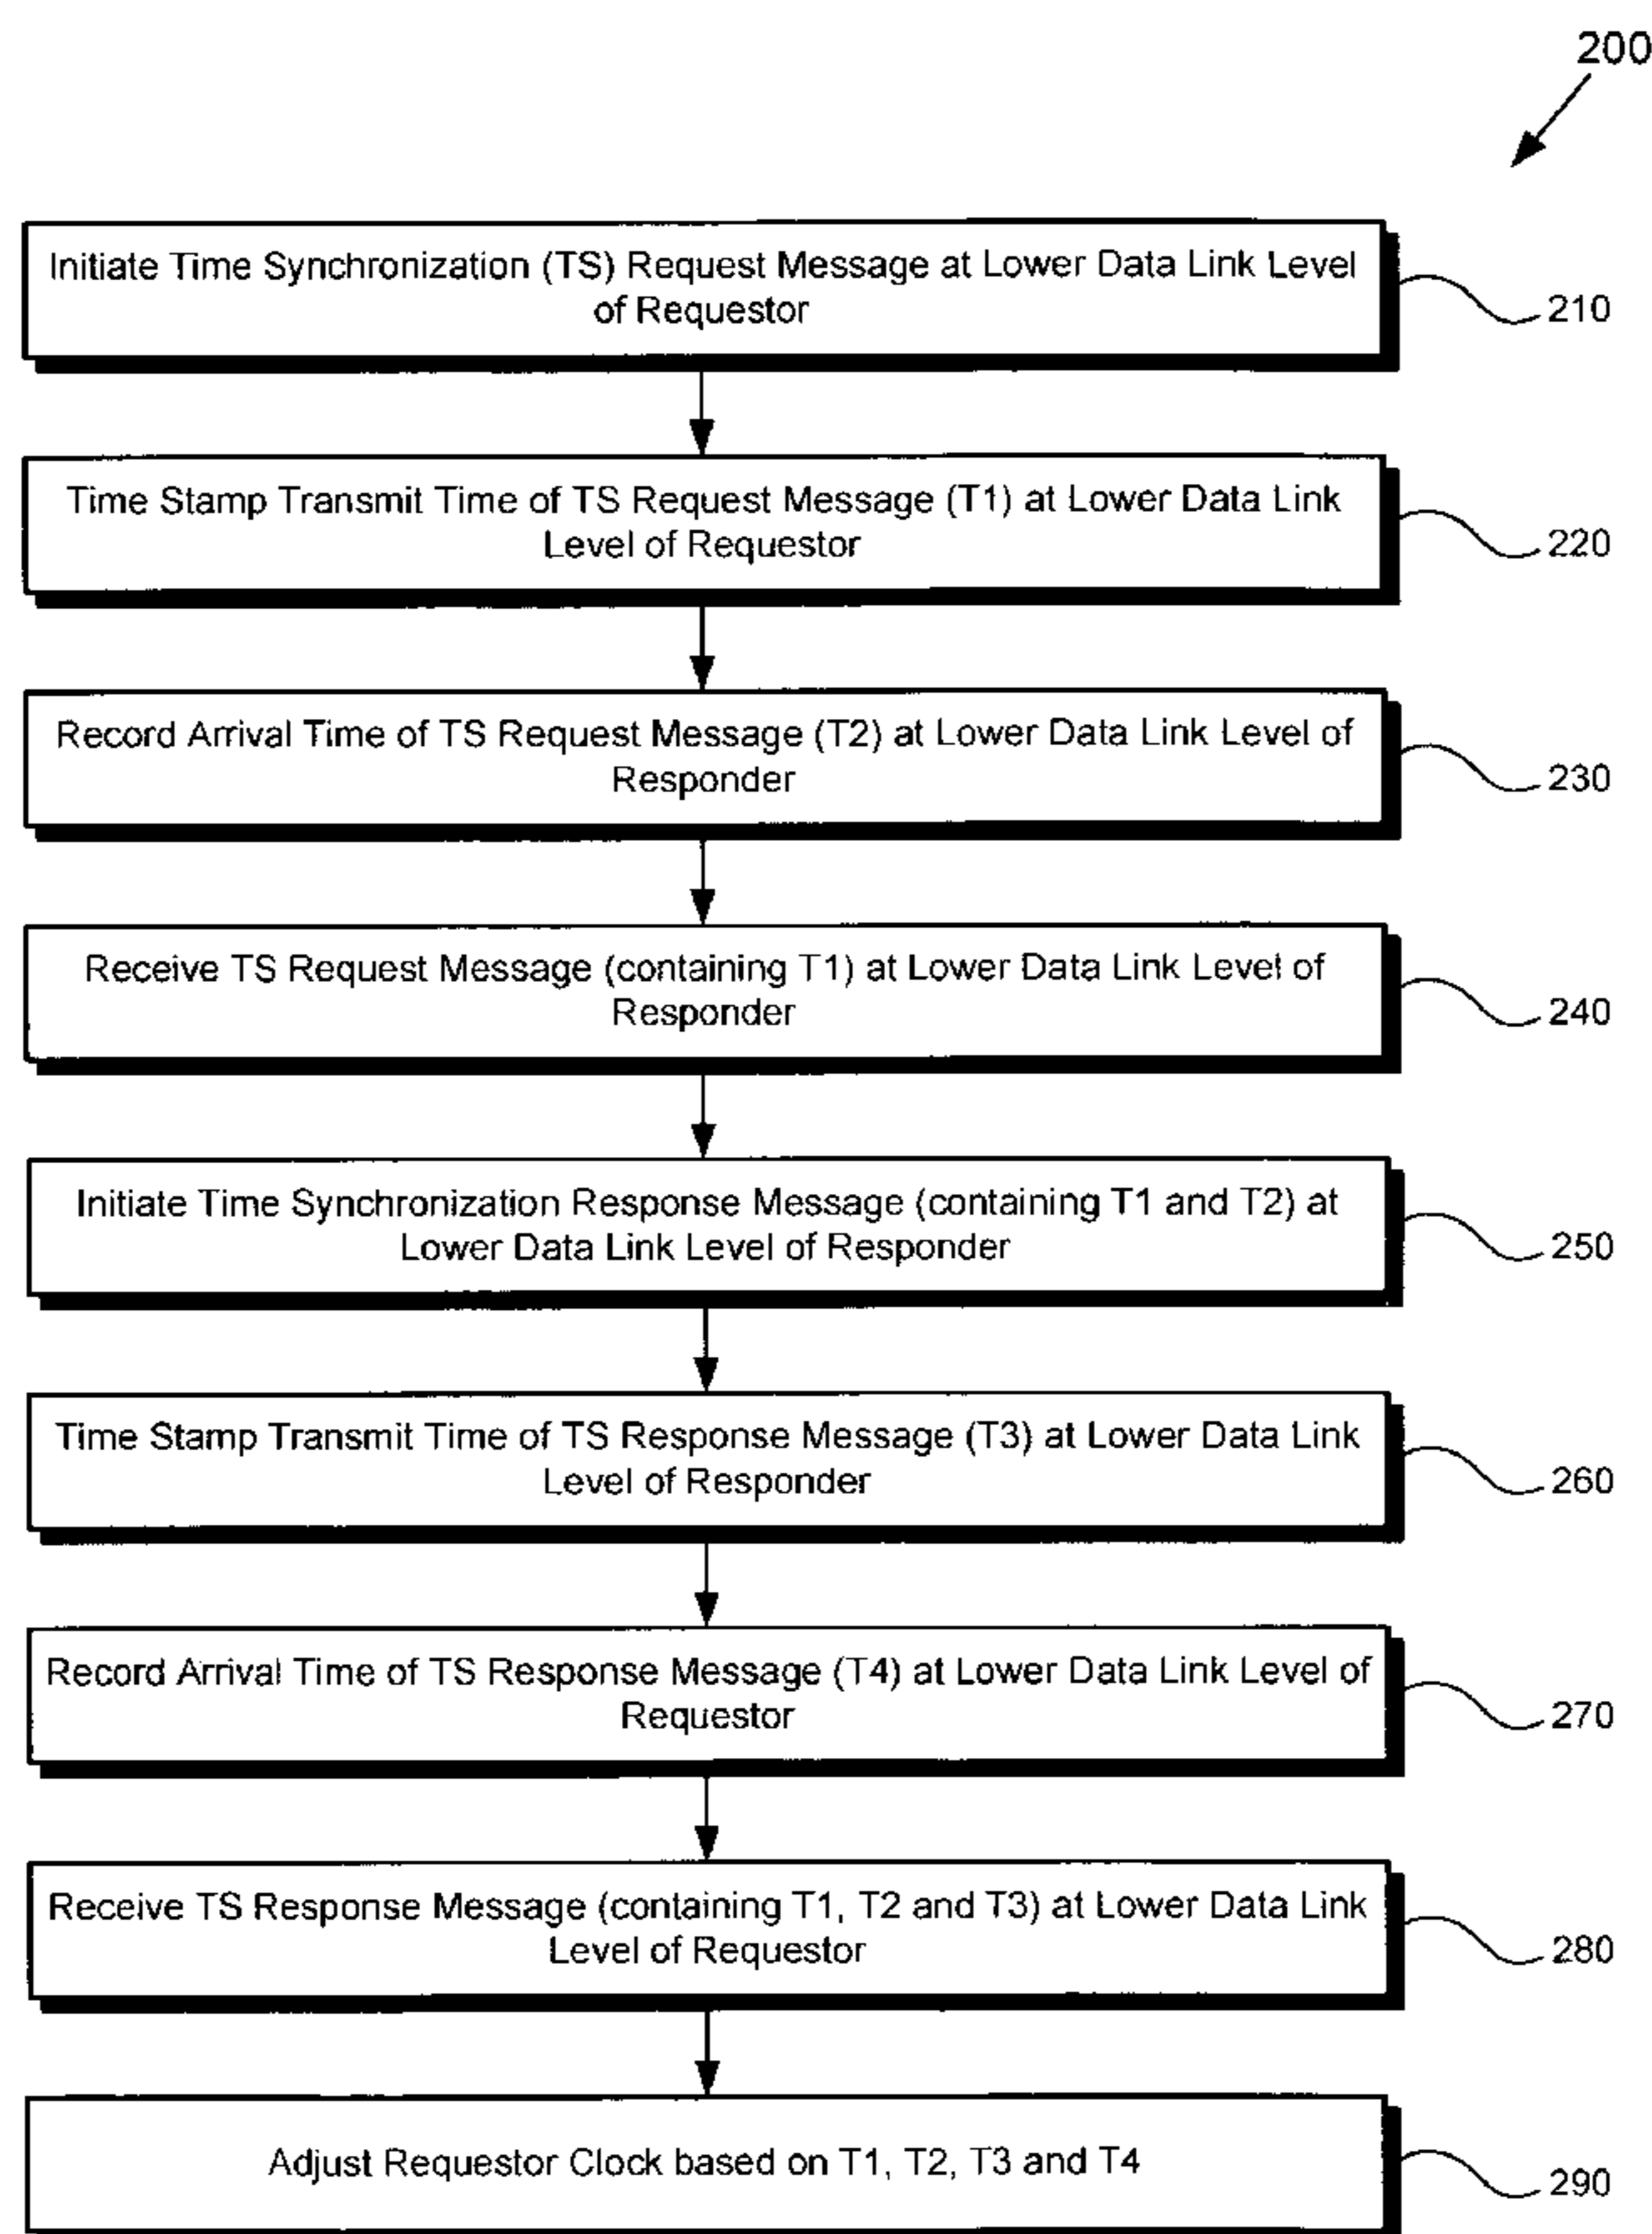 200
Initiate Time Synchronization (TS) Request Message at Lower Data Link Level
of Requestor
210
Time Stamp Transmit Time of TS Request Message (T1) at Lower Data Link
Level of Requestor
220
Record Arrival Time of TS Request Message (T2) at Lower Data Link Level of
Responder
230
Receive TS Request Message (containing T1) at Lower Data Link Level of
Responder
240
Initiate Time Synchronization Response Message (containing T1 and T2) at
Lower Data Link Level of Responder
250
Time Stamp Transmit Time of TS Response Message (T3) at Lower Data Link
Level of Responder
260
Record Arrival Time of TS Response Message (T4) at Lower Data Link Level of
Requestor
270
Receive TS Response Message (containing T1, T2 and T3) at Lower Data Link
Level of Requestor
280
Adjust Requestor Clock based on T1, T2, T3 and T4
290